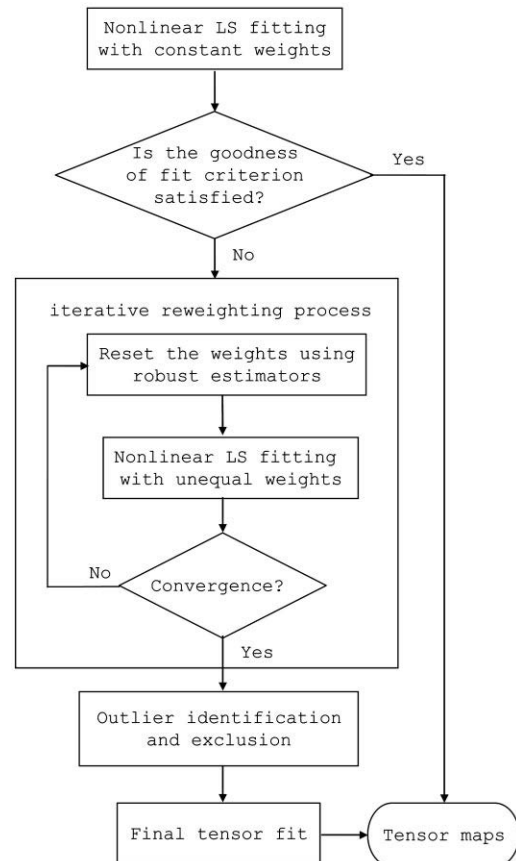 Nonlinear LS fitting
with constant weights
Is the goodness
of fit criterion
satisfied?
Yes
No
iterative reweighting process
Reset the weights using
robust estimators
Nonlinear LS fitting
with unequal weights
No
Convergence?
Yes
Outlier identification
and exclusion
Final tensor fit
Tensor maps